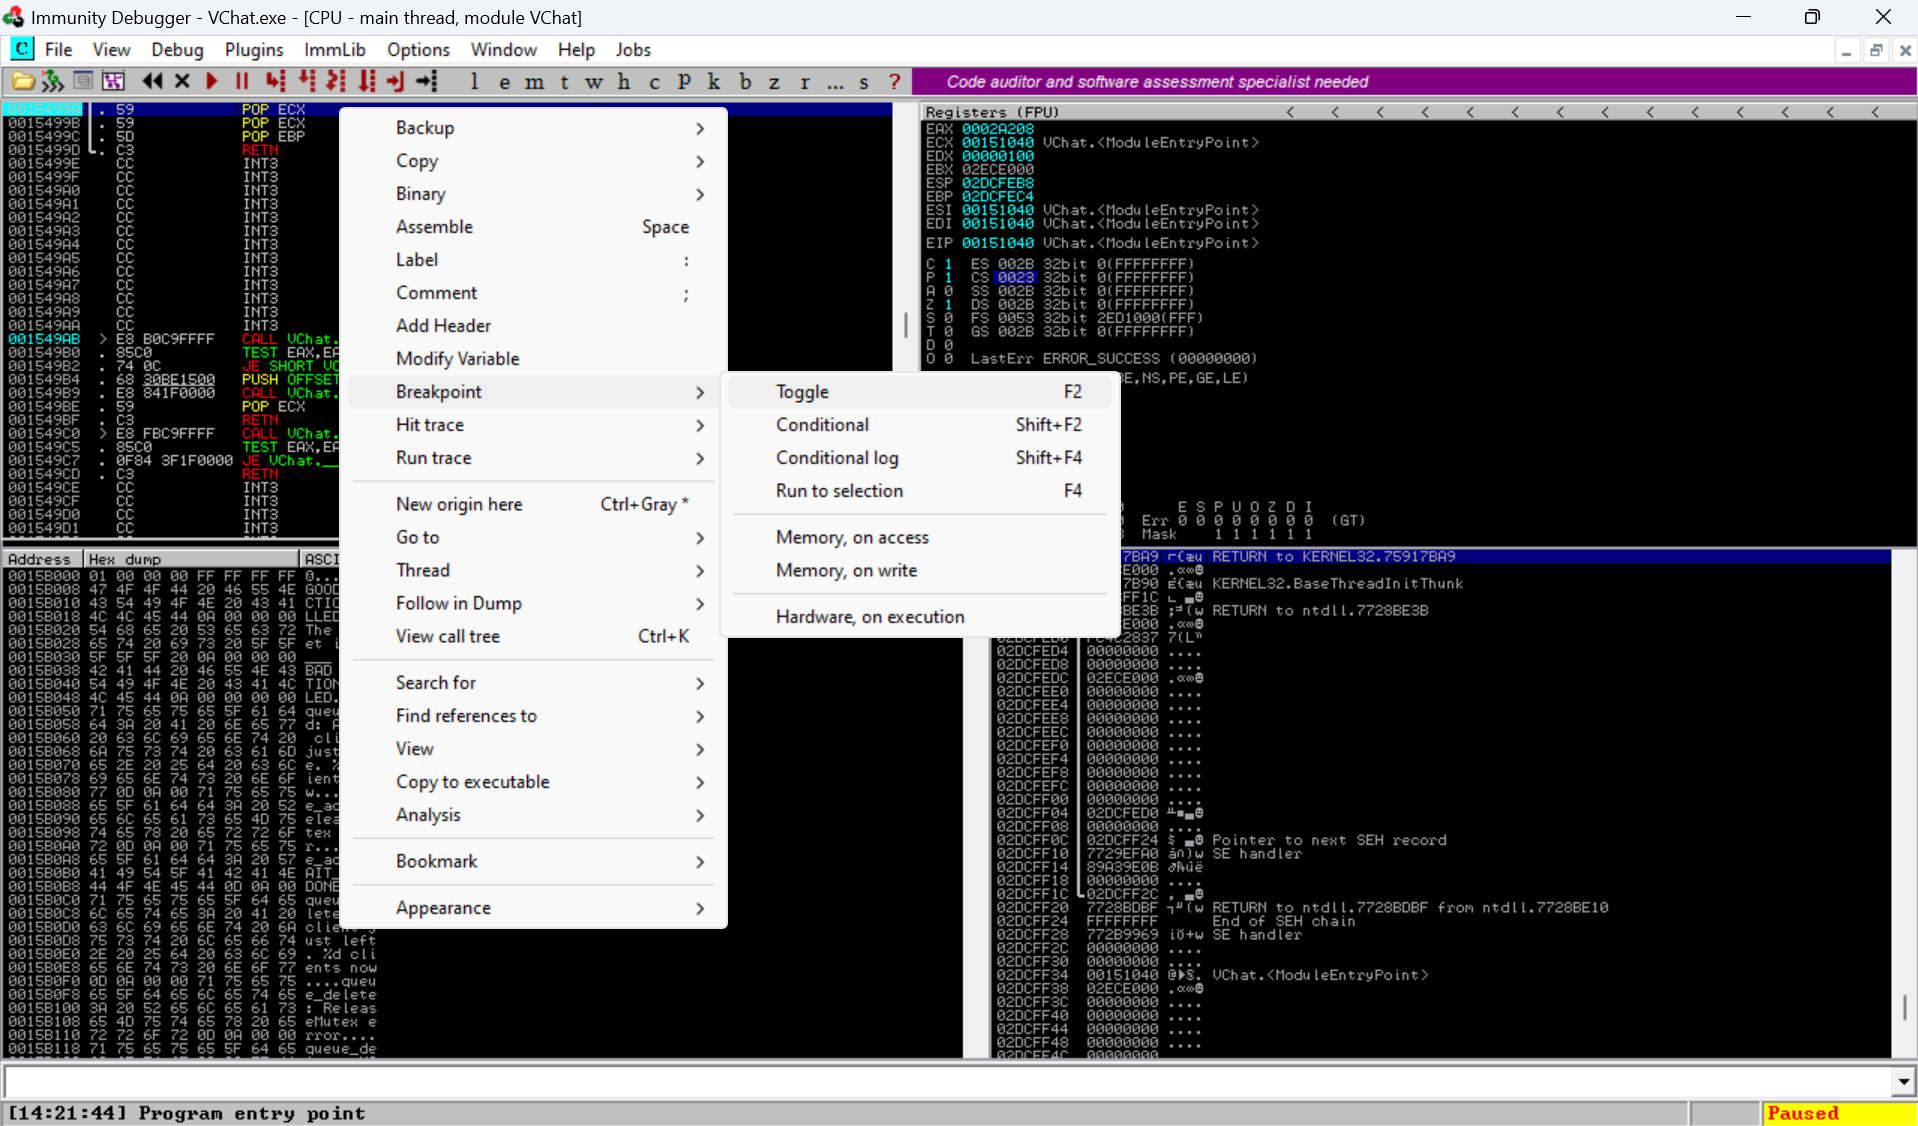 Immunity Debugger - VChat.exe - [CPU - main thread, module VChat]
C File View Debug Plugins ImmLib Options Window Help Jobs
l e m t w h c P k b z r ... s ? Code auditor and software assessment specialist needed
. 59 POP ECX
0015499B . 59 POP ECX
0015499C . 5D POP EBP
0015499D . C3 RETN
0015499E CC INT3
0015499F CC INT3
001549A0 CC INT3
001549A1 CC INT3
001549A2 CC INT3
001549A3 CC INT3
001549A4 CC INT3
001549A5 CC INT3
001549A6 CC INT3
001549A7 CC INT3
001549A8 CC INT3
001549A9 CC INT3
001549AA CC INT3
001549AB > E8 B0C9FFFF CALL VChat.
001549B0 . 85C0 TEST EAX,EA
001549B2 . 74 0C JE SHORT VC
001549B4 . 68 30BE1500 PUSH OFFSET
001549B9 . E8 841F0000 CALL VChat.
001549BE . 59 POP ECX
001549BF . C3 RETN
001549C0 > E8 FBC9FFFF CALL VChat.
001549C5 . 85C0 TEST EAX,EA
001549C7 . 0F84 3F1F0000 JE VChat.__
001549CD . C3 RETN
001549CE CC INT3
001549CF CC INT3
001549D0 CC INT3
001549D1 CC INT3
Backup
Copy
Binary
Assemble Space
Label :
Comment ;
Add Header
Modify Variable
Breakpoint
Hit trace
Run trace
New origin here Ctrl+Gray *
Go to
Thread
Follow in Dump
View call tree Ctrl+K
Search for
Find references to
View
Copy to executable
Analysis
Bookmark
Appearance
Toggle F2
Conditional Shift+F2
Conditional log Shift+F4
Run to selection F4
Memory, on access
Memory, on write
Hardware, on execution
Registers (FPU) < < < < < < < < < < < < < <
EAX 0002A208
ECX 00151040 VChat.<ModuleEntryPoint>
EDX 00000100
EBX 02ECE000
ESP 02DCFEB8
EBP 02DCFEC4
ESI 00151040 VChat.<ModuleEntryPoint>
EDI 00151040 VChat.<ModuleEntryPoint>
EIP 00151040 VChat.<ModuleEntryPoint>
C 1 ES 002B 32bit 0(FFFFFFFF)
P 1 CS 0023 32bit 0(FFFFFFFF)
A 0 SS 002B 32bit 0(FFFFFFFF)
Z 1 DS 002B 32bit 0(FFFFFFFF)
S 0 FS 0053 32bit 2ED1000(FFF)
T 0 GS 002B 32bit 0(FFFFFFFF)
D 0
O 0 LastErr ERROR_SUCCESS (00000000)
BE,NS,PE,GE,LE)
E S P U O Z D I
Err 0 0 0 0 0 0 0 0 (GT)
Mask 1 1 1 1 1 1
Address Hex dump ASCI
0015B000 01 00 00 00 FF FF FF FF
0015B008 47 4F 4F 44 20 46 55 4E GOOD
0015B010 43 54 49 4F 4E 20 43 41 CTIO
0015B018 4C 4C 45 44 0A 00 00 00 LLED
0015B020 54 68 65 20 53 65 63 72 The
0015B028 65 74 20 69 73 20 5F 5F et i
0015B030 5F 5F 5F 20 0A 00 00 00 ___
0015B038 42 41 44 20 46 55 4E 43 BAD
0015B040 54 49 4F 4E 20 43 41 4C TION
0015B048 4C 45 44 0A 00 00 00 00 LED.
0015B050 71 75 65 75 65 5F 61 64 queu
0015B058 64 3A 20 41 20 6E 65 77 d: A
0015B060 20 63 6C 69 65 6E 74 20 cli
0015B068 6A 75 73 74 20 63 61 6D just
0015B070 65 2E 20 25 64 20 63 6C e. %
0015B078 69 65 6E 74 73 20 6E 6F ient
0015B080 77 0D 0A 00 71 75 65 75 w...
0015B088 65 5F 61 64 64 3A 20 52 e_ad
0015B090 65 6C 65 61 73 65 4D 75 elea
0015B098 74 65 78 20 65 72 72 6F tex
0015B0A0 72 0D 0A 00 71 75 65 75 r...
0015B0A8 65 5F 61 64 64 3A 20 57 e_ad
0015B0B0 41 49 54 5F 41 42 41 4E AIT_
0015B0B8 44 4F 4E 45 44 0D 0A 00 DONE
0015B0C0 71 75 65 75 65 5F 64 65 queu
0015B0C8 6C 65 74 65 3A 20 41 20 lete
0015B0D0 63 6C 69 65 6E 74 20 6A client j
0015B0D8 75 73 74 20 6C 65 66 74 ust left
0015B0E0 2E 20 25 64 20 63 6C 69 . %d cli
0015B0E8 65 6E 74 73 20 6E 6F 77 ents now
0015B0F0 0D 0A 00 00 71 75 65 75 ....queu
0015B0F8 65 5F 64 65 6C 65 74 65 e_delete
0015B100 3A 20 52 65 6C 65 61 73 : Releas
0015B108 65 4D 75 74 65 78 20 65 eMutex e
0015B110 72 72 6F 72 0D 0A 00 00 rror....
0015B118 71 75 65 75 65 5F 64 65 queue_de
7BA9 RETURN to KERNEL32.75917BA9
E000
7B90 KERNEL32.BaseThreadInitThunk
FF1C
BE3B RETURN to ntdll.7728BE3B
E000
02DCFED4 00000000 ....
02DCFED8 00000000 ....
02DCFEDC 02ECE000
02DCFEE0 00000000 ....
02DCFEE4 00000000 ....
02DCFEE8 00000000 ....
02DCFEEC 00000000 ....
02DCFEF0 00000000 ....
02DCFEF4 00000000 ....
02DCFEF8 00000000 ....
02DCFEFC 00000000 ....
02DCFF00 00000000 ....
02DCFF04 02DCFED0
02DCFF08 00000000 ....
02DCFF0C 02DCFF24 Pointer to next SEH record
02DCFF10 7729EFA0 SE handler
02DCFF14 89A39E0B
02DCFF18 00000000 ....
02DCFF1C 02DCFF2C
02DCFF20 7728BDBF RETURN to ntdll.7728BDBF from ntdll.7728BE10
02DCFF24 FFFFFFFF End of SEH chain
02DCFF28 772B9969 SE handler
02DCFF2C 00000000 ....
02DCFF30 00000000 ....
02DCFF34 00151040 VChat.<ModuleEntryPoint>
02DCFF38 02ECE000
02DCFF3C 00000000 ....
02DCFF40 00000000 ....
02DCFF44 00000000 ....
02DCFF48 00000000 ....
02DCFF4C 00000000
[14:21:44] Program entry point
Paused